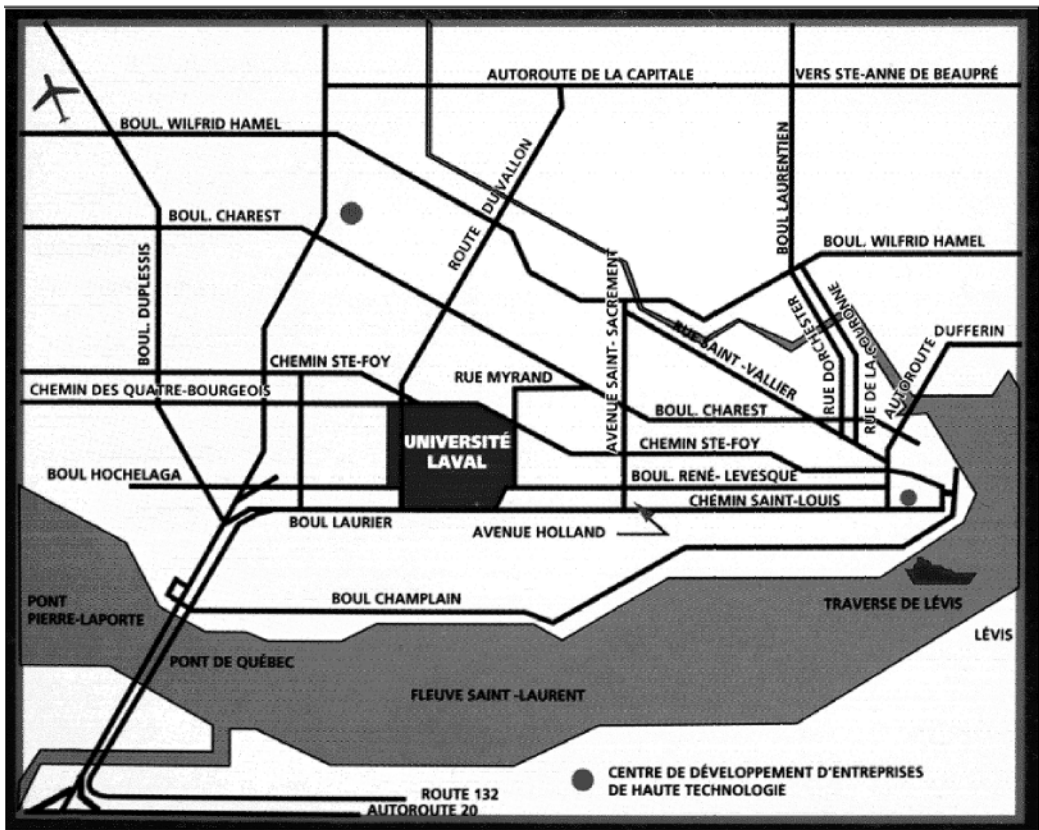 AUTOROUTE DE LA CAPITALE
VERS STE-ANNE DE BEAUPRÉ
BOUL. WILFRID HAMEL
BOUL LAURENTIEN
ROUTE DU VALLON
BOUL. CHAREST
BOUL. DUPLESSIS
BOUL. WILFRID HAMEL
AVENUE SAINT- SACREMENT
RUE SAINT -VALLIER
RUE DORCHESTER
RUE DE LA COURONNE
AUTOROUTE DUFFERIN
CHEMIN STE-FOY
RUE MYRAND
CHEMIN DES QUATRE-BOURGEOIS
BOUL. CHAREST
UNIVERSITÉ
LAVAL
CHEMIN STE-FOY
BOUL HOCHELAGA
BOUL. RENÉ- LEVESQUE
CHEMIN SAINT-LOUIS
BOUL LAURIER
AVENUE HOLLAND
BOUL CHAMPLAIN
PONT
PIERRE-LAPORTE
TRAVERSE DE LÉVIS
LÉVIS
PONT DE QUÉBEC
FLEUVE SAINT -LAURENT
CENTRE DE DÉVELOPPEMENT D'ENTREPRISES
DE HAUTE TECHNOLOGIE
ROUTE 132
AUTOROUTE 20